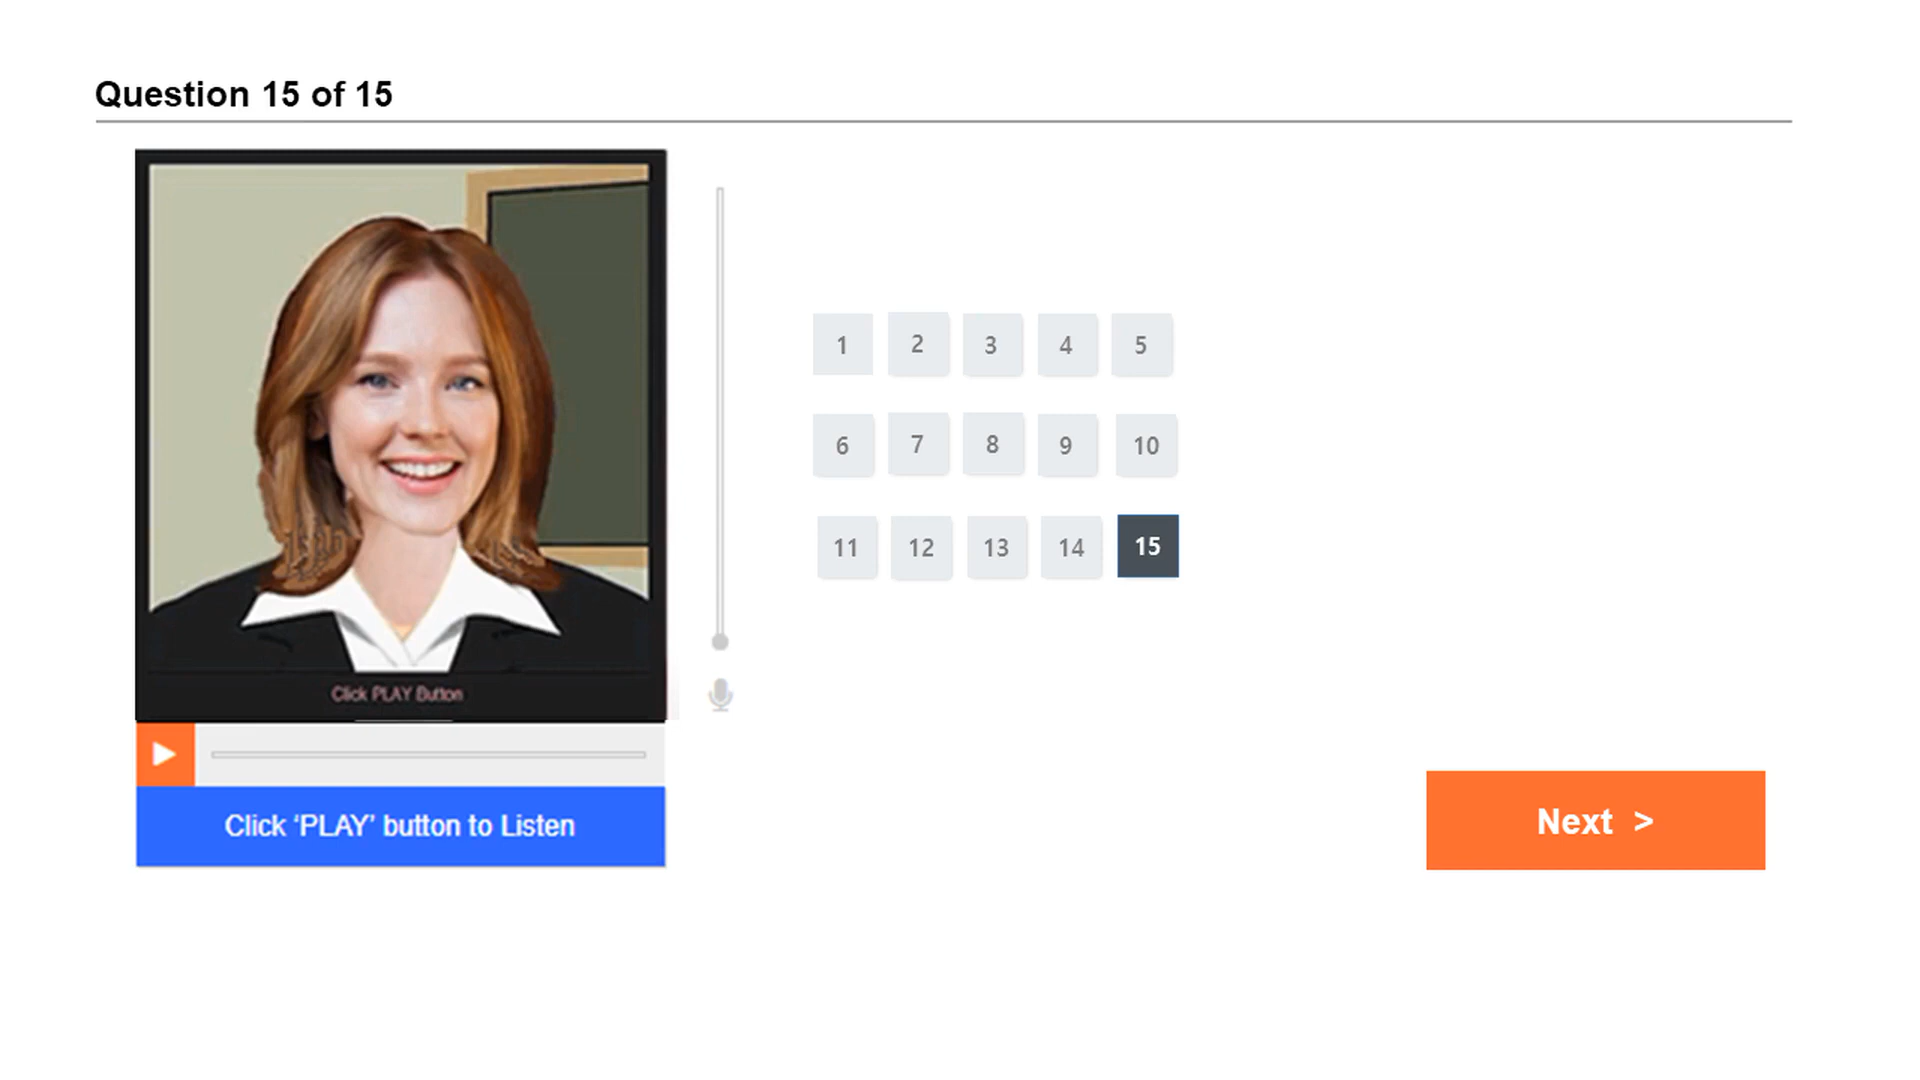 Question 15 of 15
Click PLAY Button
Click ‘PLAY’ button to Listen
1 2 3 4 5
6 7 8 9 10
11 12 13 14 15
Next >